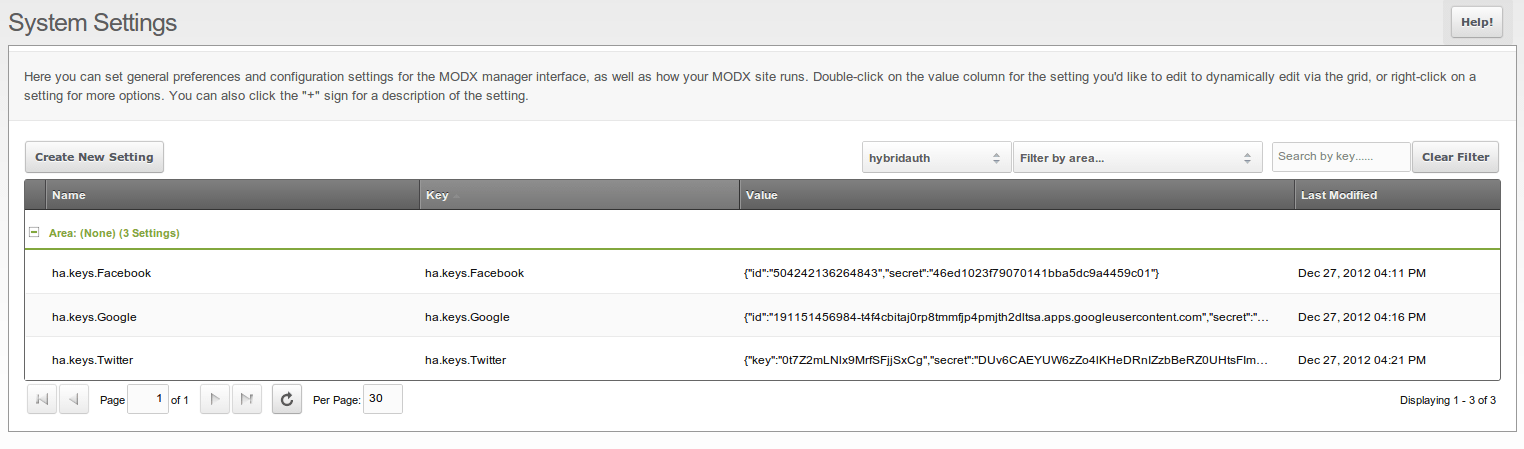 System Settings
Help!
Here you can set general preferences and configuration settings for the MODX manager interface, as well as how your MODX site runs. Double-click on the value column for the setting you'd like to edit to dynamically edit via the grid, or right-click on a
setting for more options. You can also click the "+" sign for a description of the setting.
Create New Setting hybridauth Filter by area... Search by key...... Clear Filter
Name Key Value Last Modified
Area: (None) (3 Settings)
ha.keys.Facebook ha.keys.Facebook {"id":"504242136264843","secret":"46ed1023f79070141bba5dc9a4459c01"} Dec 27, 2012 04:11 PM
ha.keys.Google ha.keys.Google {"id":"191151456984-t4f4cbitaj0rp8tmmfjp4pmjth2dltsa.apps.googleusercontent.com","secret":"... Dec 27, 2012 04:16 PM
ha.keys.Twitter ha.keys.Twitter {"key":"0t7Z2mLNIx9MrfSFjjSxCg","secret":"DUv6CAEYUW6zZo4lKHeDRnIZzbBeRZ0UHtsFIm... Dec 27, 2012 04:21 PM
Page 1 of 1 Per Page: 30 Displaying 1 - 3 of 3